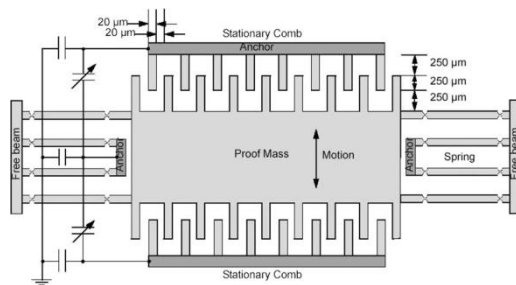 20 µm
20 µm
Stationary Comb
Anchor
250 µm
250 µm
250 µm
Free beam
Anchor
Proof Mass
Motion
Anchor
Spring
Free beam
Stationary Comb